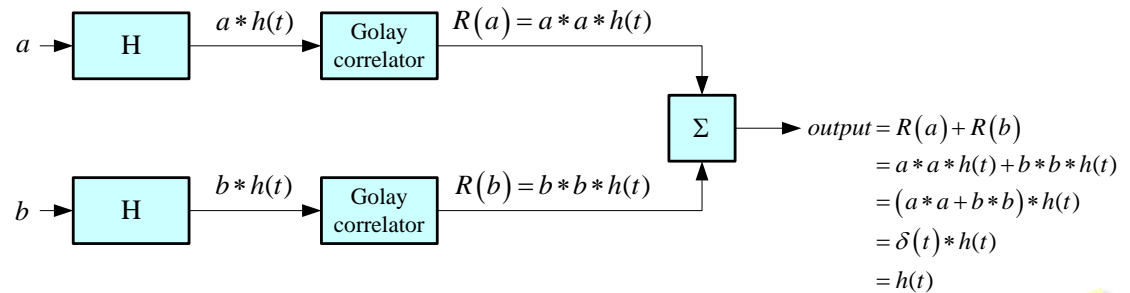 a
H
a * h(t)
Golay
correlator
R(a) = a * a * h(t)
Σ
output = R(a) + R(b)
= a * a * h(t) + b * b * h(t)
= (a * a + b * b) * h(t)
= δ(t) * h(t)
= h(t)
b
H
b * h(t)
Golay
correlator
R(b) = b * b * h(t)